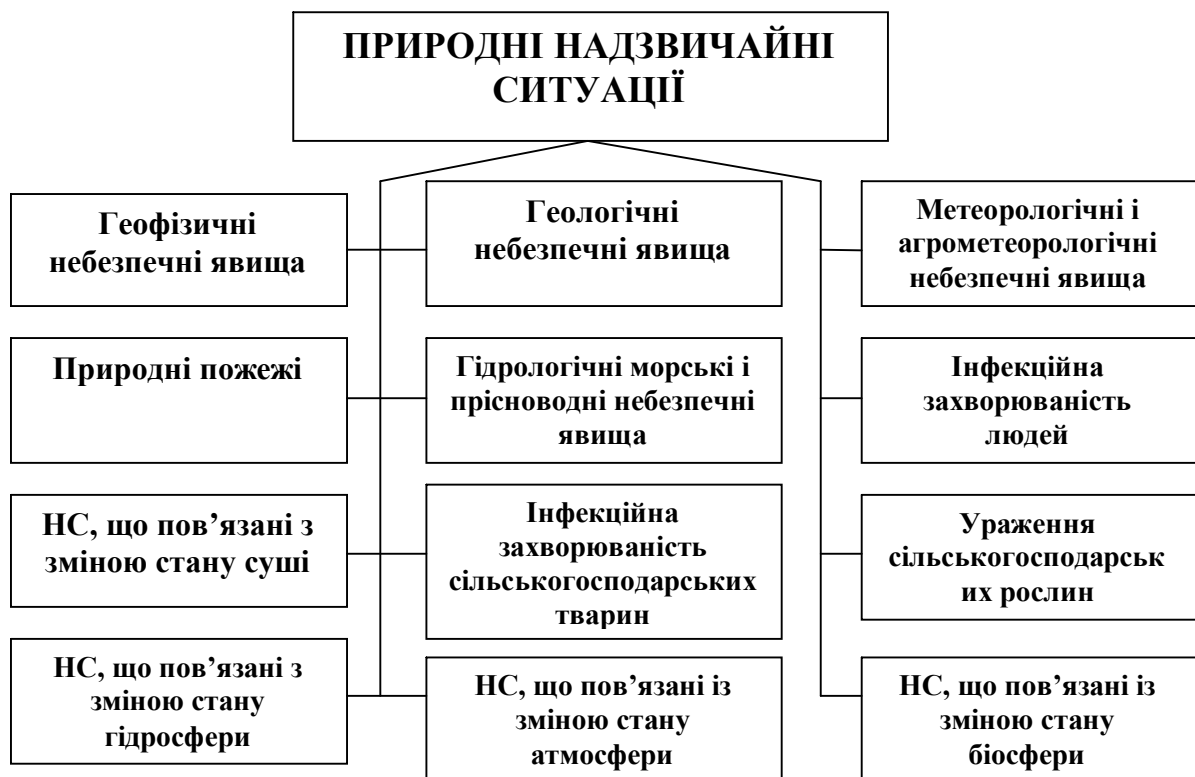 ПРИРОДНІ НАДЗВИЧАЙНІ
СИТУАЦІЇ
Геофізичні
небезпечні явища
Геологічні
небезпечні явища
Метеорологічні і
агрометеорологічні
небезпечні явища
Природні пожежі
Гідрологічні морські і
прісноводні небезпечні
явища
Інфекційна
захворюваність
людей
НС, що пов’язані з
зміною стану суші
Інфекційна
захворюваність
сільськогосподарських
тварин
Ураження
сільськогосподарськ
их рослин
НС, що пов’язані з
зміною стану
гідросфери
НС, що пов’язані із
зміною стану
атмосфери
НС, що пов’язані із
зміною стану
біосфери